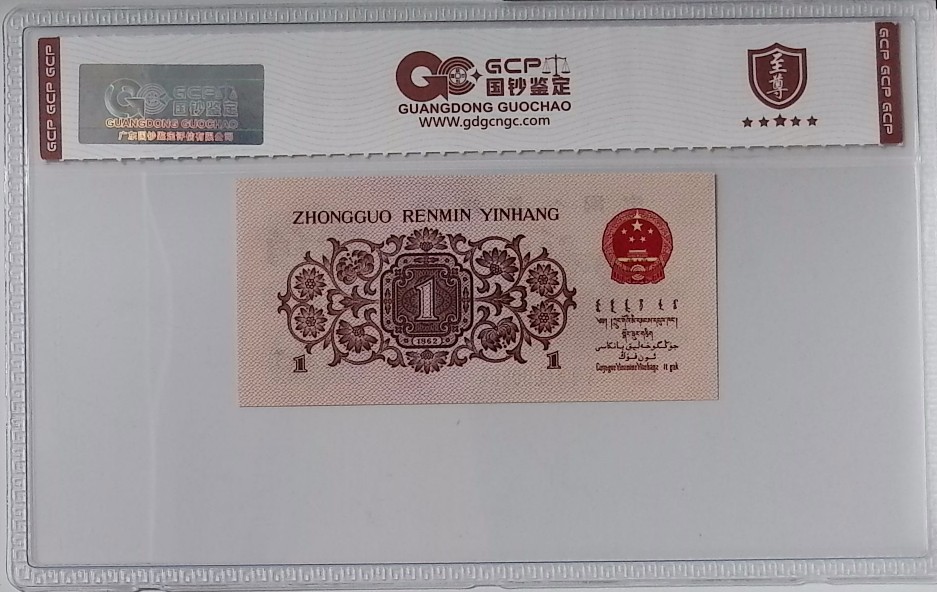 GCP GCP GCP
GCP
国钞鉴定
GUANGDONG GUOCHAO
广东国钞鉴定评估有限公司
GCP
国钞鉴定
GUANGDONG GUOCHAO
www.gdgcngc.com
至
尊
GCP GCP GCP
ZHONGGUO RENMIN YINHANG
1
(1962)
1
1